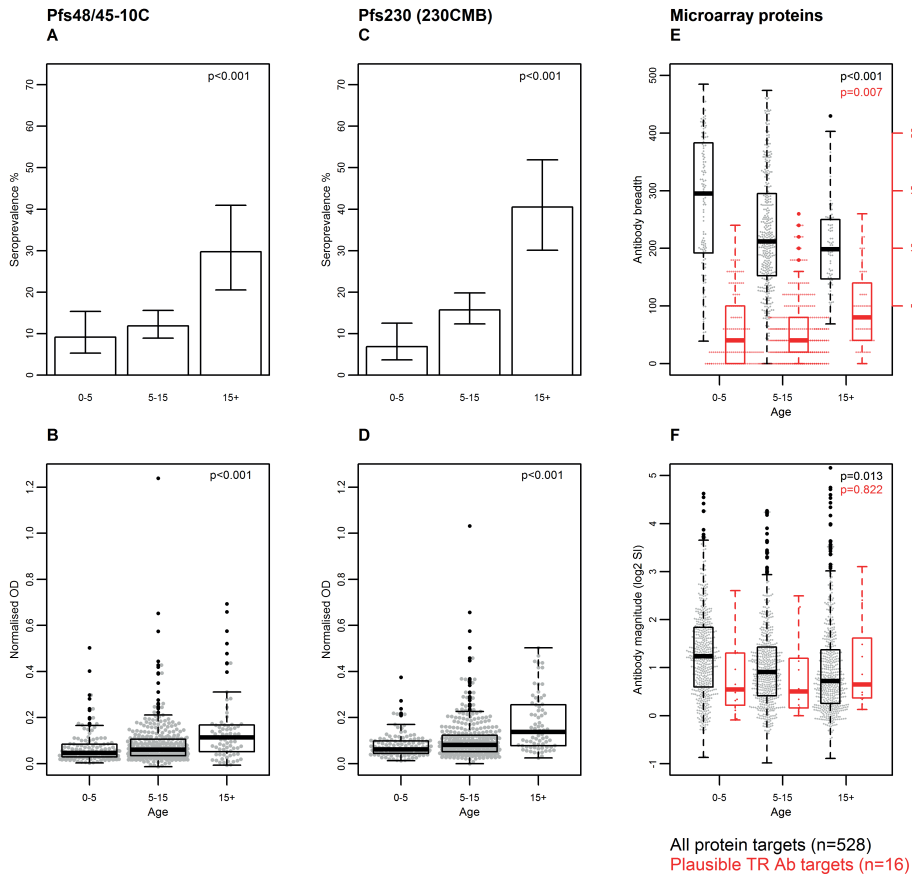 Pfs48/45-10C
Pfs230 (230CMB)
Microarray proteins
A
C
E
p<0.001
p<0.001
p<0.001
p=0.007
Seroprevalence %
0
10
20
30
40
50
60
70
0-5
5-15
15+
Seroprevalence %
0
10
20
30
40
50
60
70
0-5
5-15
15+
Antibody breadth
0
100
200
300
400
500
0-5
5-15
15+
Age
B
D
F
p<0.001
p<0.001
p=0.013
p=0.822
Normalised OD
0.0
0.2
0.4
0.6
0.8
1.0
1.2
0-5
5-15
15+
Age
Normalised OD
0.0
0.2
0.4
0.6
0.8
1.0
1.2
0-5
5-15
15+
Age
Antibody magnitude (log2 SI)
-1
0
1
2
3
4
5
0-5
5-15
15+
Age
All protein targets (n=528)
Plausible TR Ab targets (n=16)